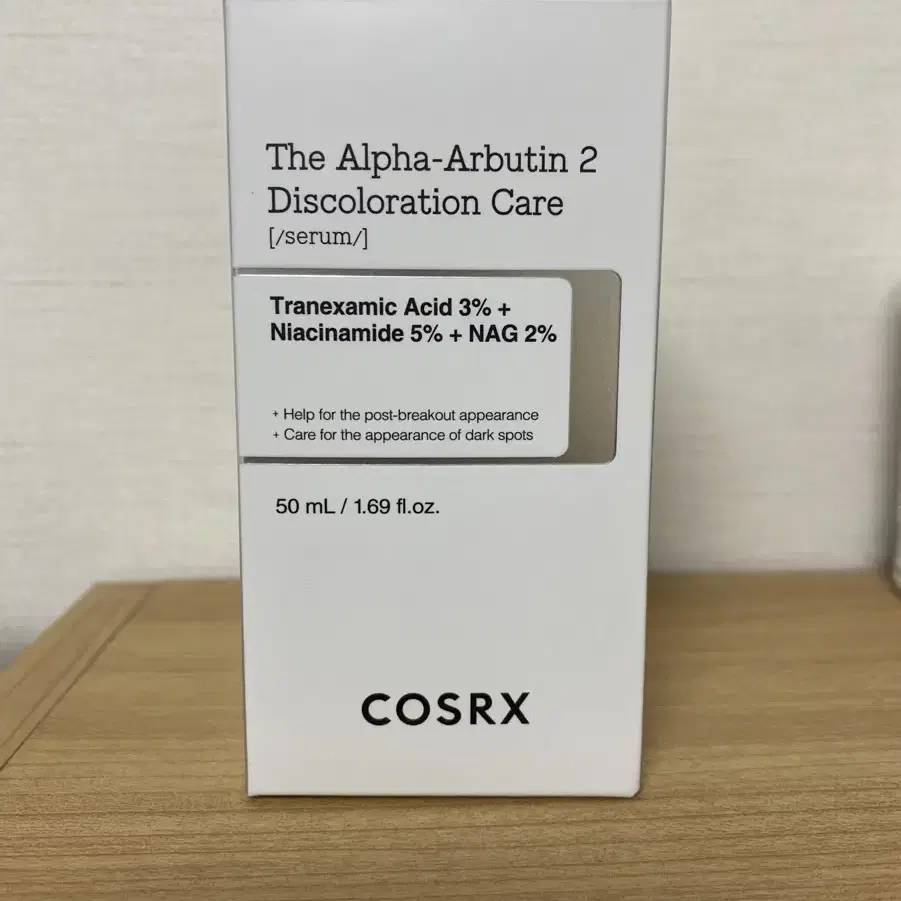 The Alpha-Arbutin 2
Discoloration Care
[/serum/]
Tranexamic Acid 3% +
Niacinamide 5% + NAG 2%
+ Help for the post-breakout appearance
+ Care for the appearance of dark spots
50 mL / 1.69 fl.oz.
COSRX